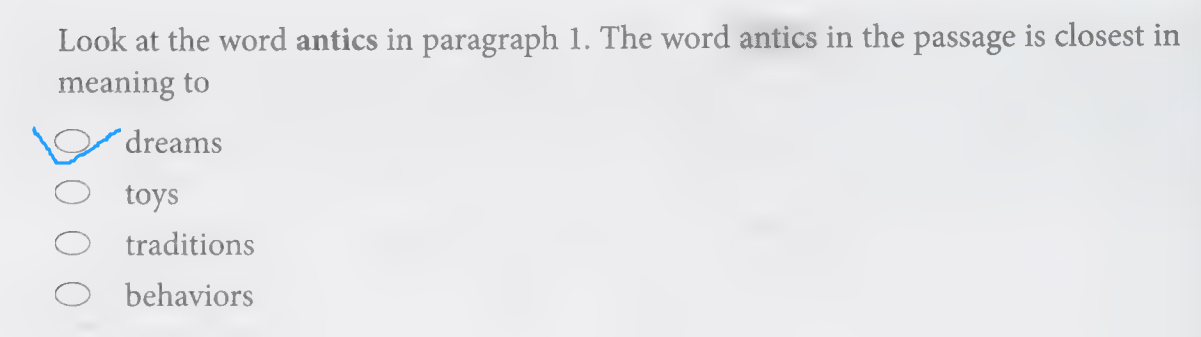 Look at the word antics in paragraph 1. The word antics in the passage is closest in
meaning to
dreams
toys
traditions
behaviors